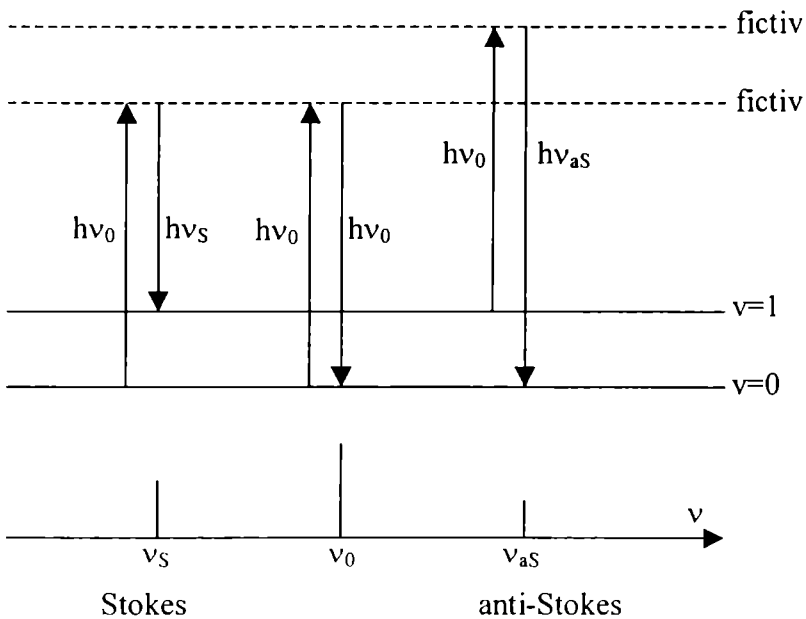 fictiv
fictiv
hν₀ hνₐS
hν₀ hνS hν₀ hν₀
v=1
v=0
ν
νS ν₀ νₐS
Stokes anti-Stokes